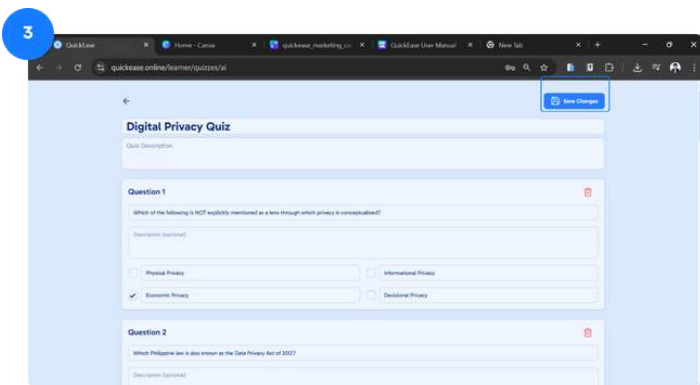 3
QuickEase
Home - Canva
quickease_marketing_co
QuickEase User Manual
New Tab
quickease.online/learner/quizzes/ai
Save Changes
Digital Privacy Quiz
Quiz Description
Question 1
Which of the following is NOT explicitly mentioned as a lens through which privacy is conceptualised?
Description (optional)
Physical Privacy
Informational Privacy
Economic Privacy
Decisional Privacy
Question 2
Which Philippine law is also known as the Data Privacy Act of 2012?
Description (optional)